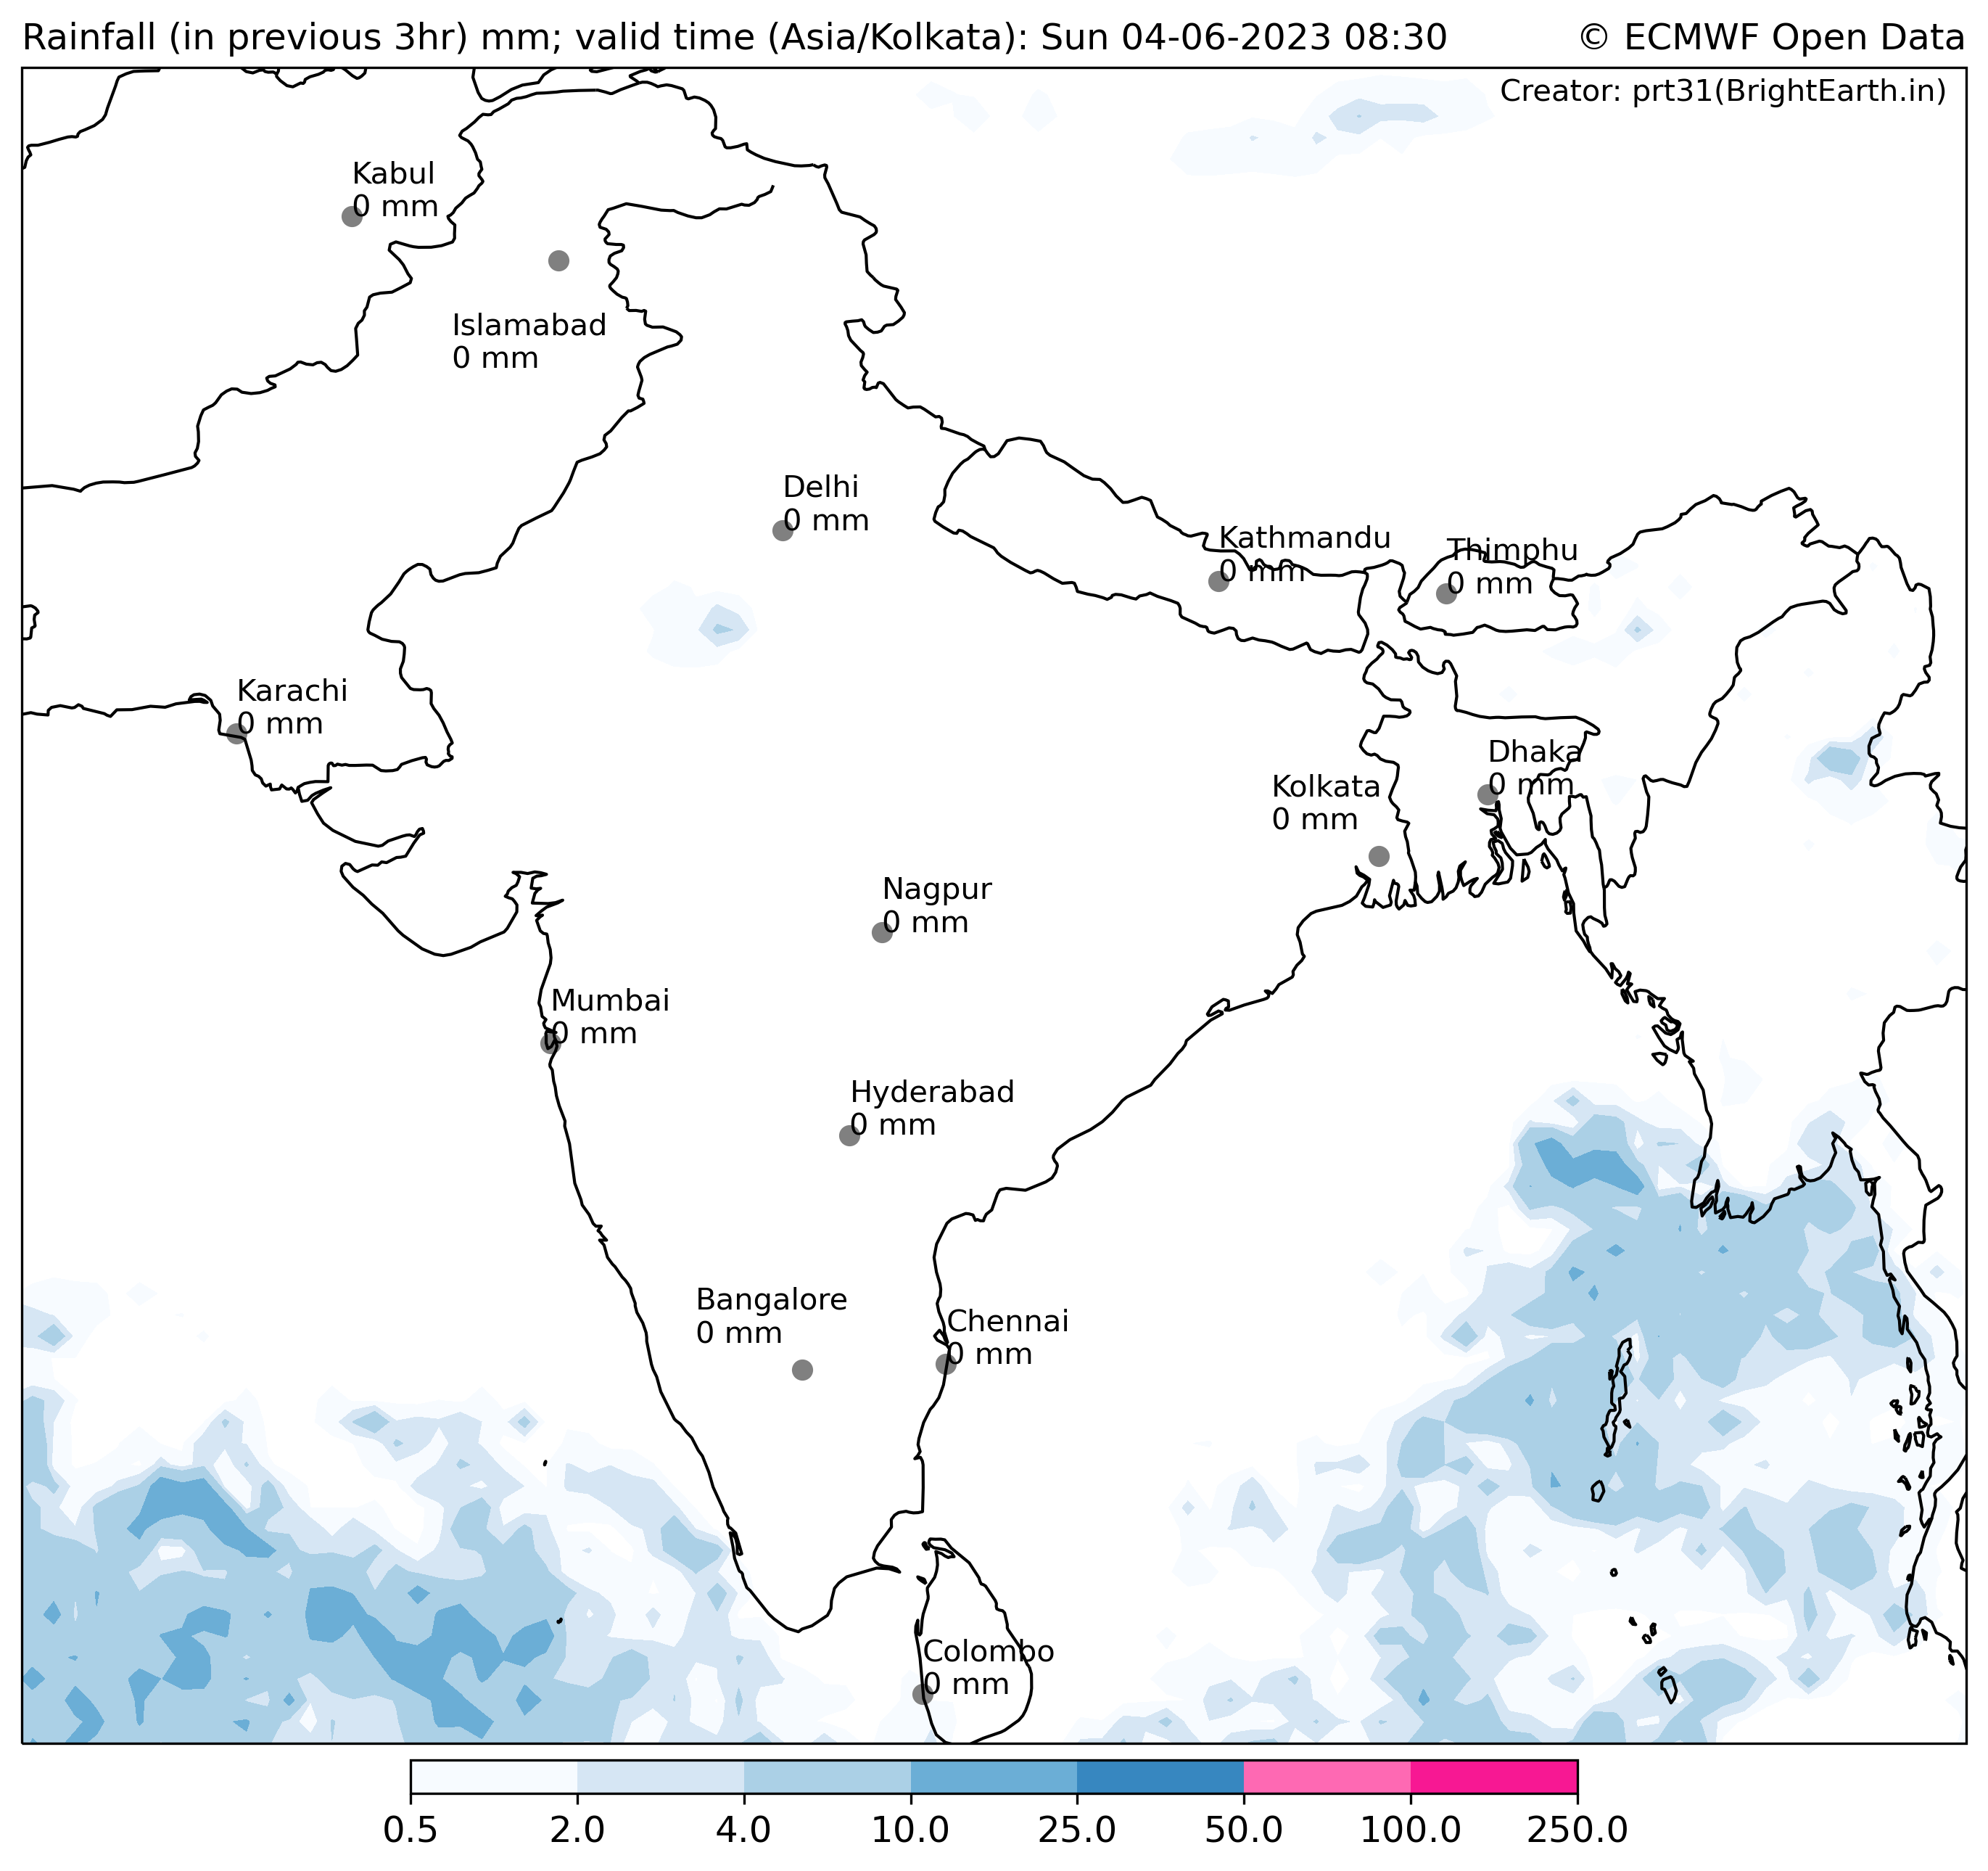 Rainfall (in previous 3hr) mm; valid time (Asia/Kolkata): Sun 04-06-2023 08:30
© ECMWF Open Data
Creator: prt31(BrightEarth.in)
Kabul
0 mm
Islamabad
0 mm
Delhi
0 mm
Kathmandu
0 mm
Thimphu
0 mm
Karachi
0 mm
Dhaka
0 mm
Kolkata
0 mm
Nagpur
0 mm
Mumbai
0 mm
Hyderabad
0 mm
Bangalore
0 mm
Chennai
0 mm
Colombo
0 mm
0.5 2.0 4.0 10.0 25.0 50.0 100.0 250.0